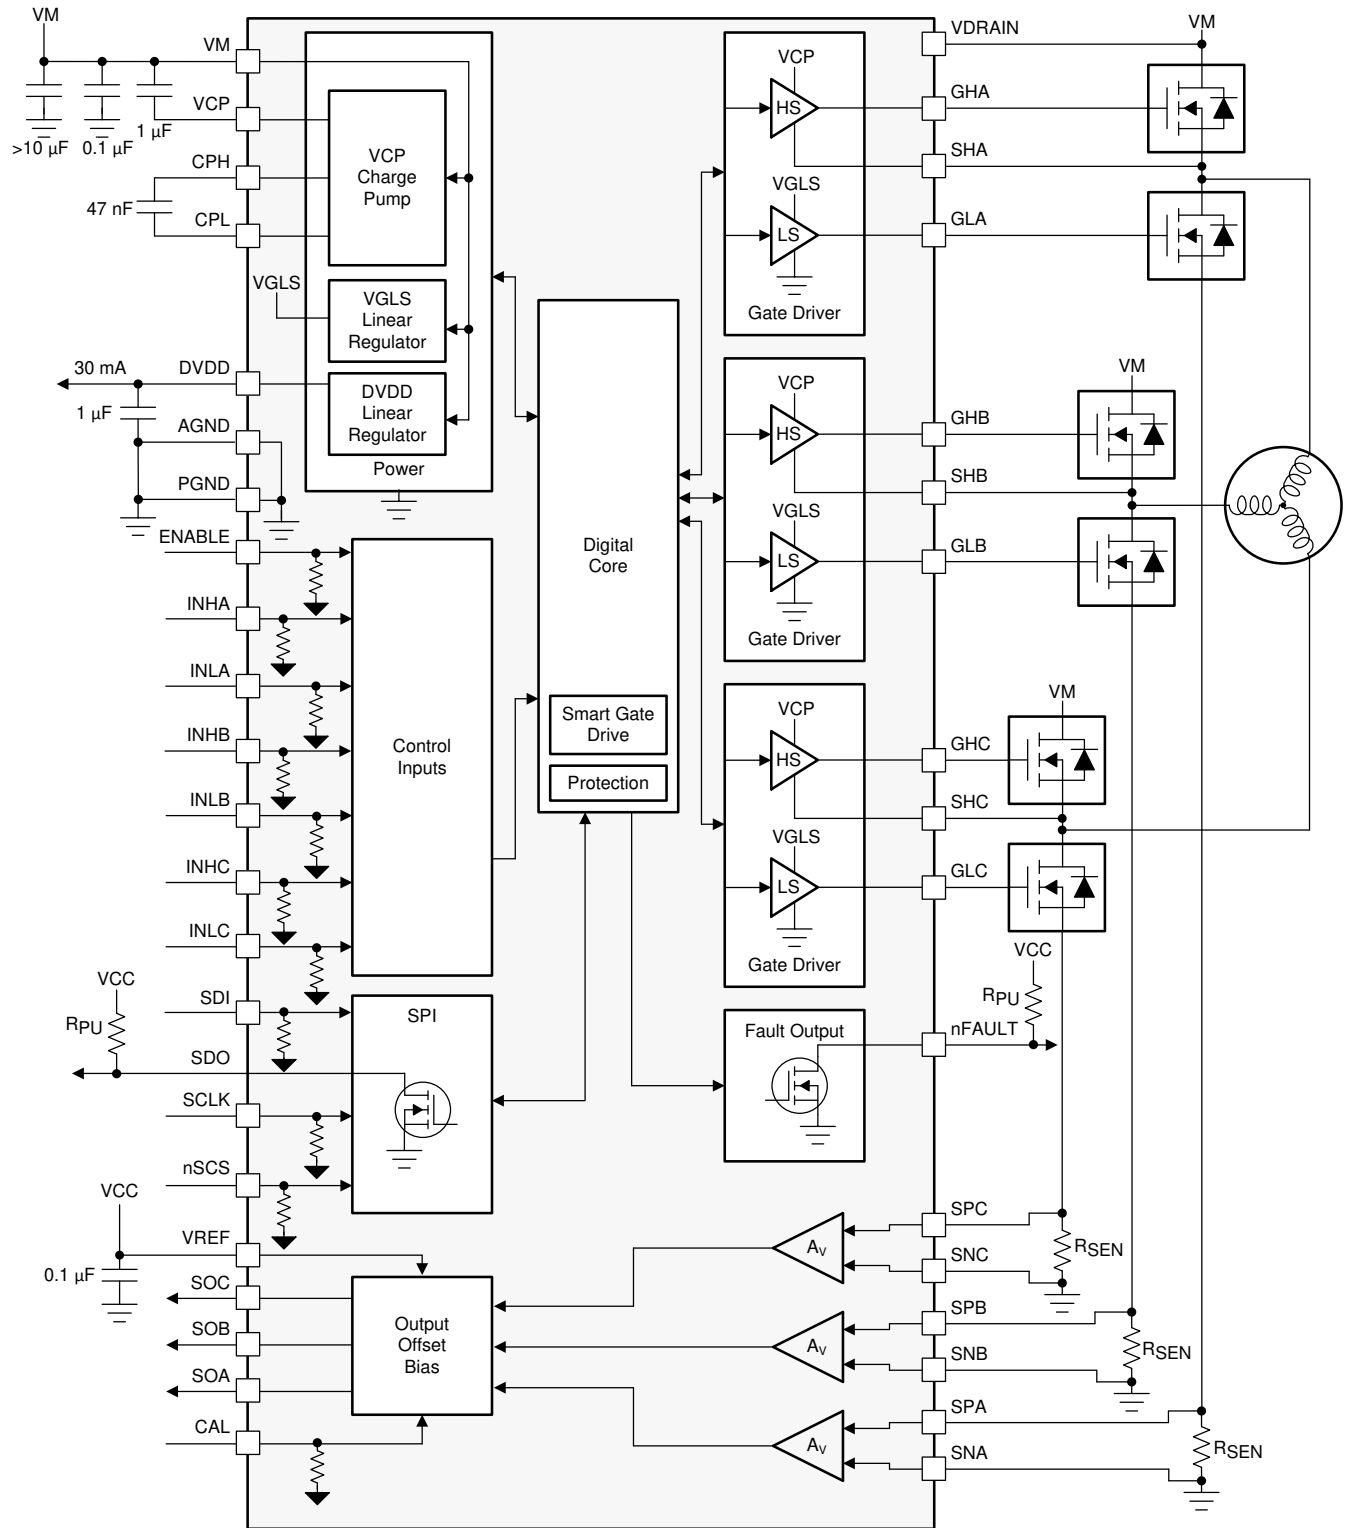 VM
VM
VCP
>10 µF
0.1 µF
1 µF
CPH
47 nF
CPL
VCP
Charge
Pump
VGLS
VGLS
Linear
Regulator
30 mA
DVDD
1 µF
DVDD
Linear
Regulator
AGND
Power
PGND
ENABLE
INHA
INLA
INHB
INLB
INHC
INLC
Control
Inputs
Digital
Core
Smart Gate
Drive
Protection
VCP
HS
VGLS
LS
Gate Driver
VCP
HS
VGLS
LS
Gate Driver
VCP
HS
VGLS
LS
Gate Driver
VDRAIN
VM
GHA
SHA
GLA
VM
GHB
SHB
GLB
VM
GHC
SHC
GLC
VCC
RPU
nFAULT
Fault Output
VCC
RPU
SDI
SDO
SCLK
nSCS
SPI
VCC
VREF
0.1 µF
SOC
SOB
SOA
CAL
Output
Offset
Bias
AV
AV
AV
SPC
SNC
RSEN
SPB
SNB
RSEN
SPA
SNA
RSEN